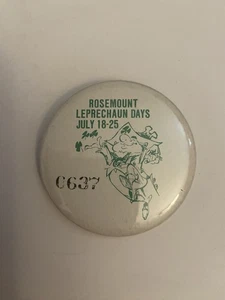 ROSEMOUNT
LEPRECHAUN DAYS
JULY 18-25
C637